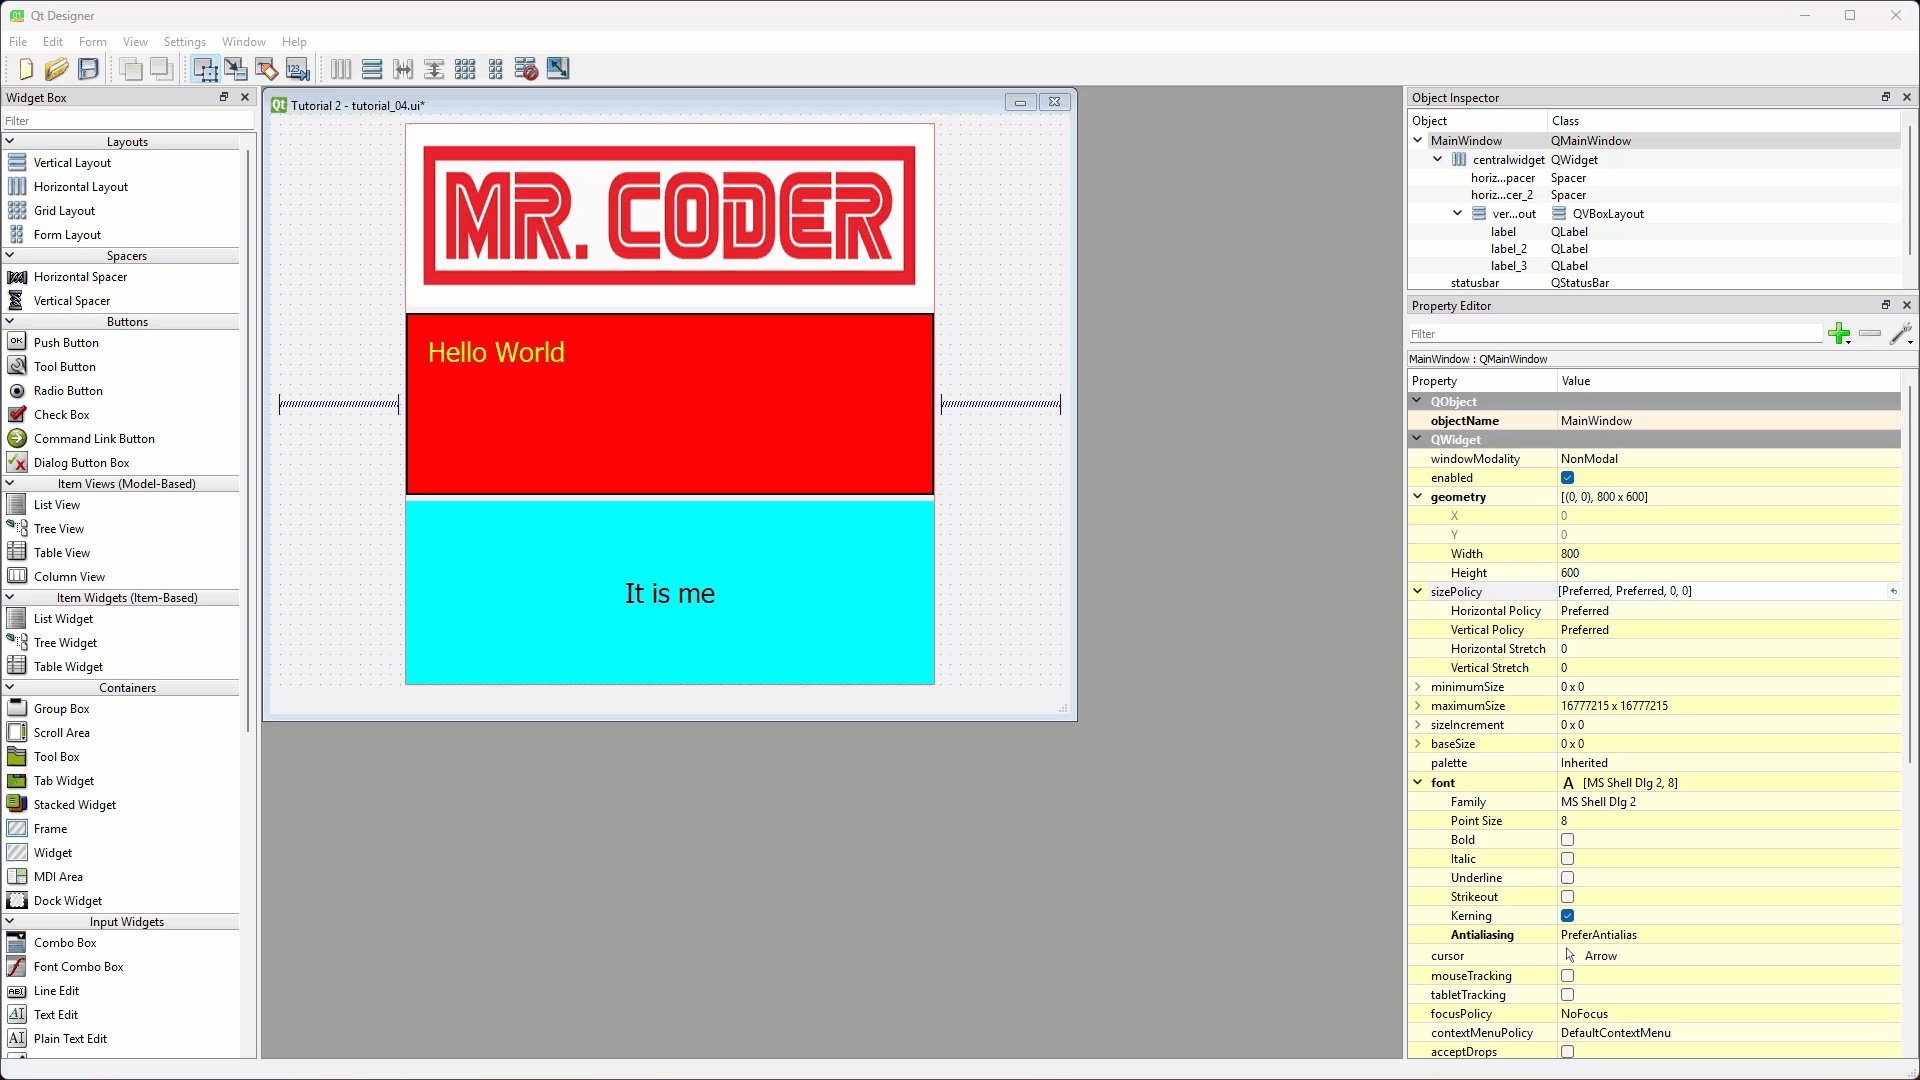 Qt Designer
File Edit Form View Settings Window Help
Widget Box
Filter
Layouts
Vertical Layout
Horizontal Layout
Grid Layout
Form Layout
Spacers
Horizontal Spacer
Vertical Spacer
Buttons
Push Button
Tool Button
Radio Button
Check Box
Command Link Button
Dialog Button Box
Item Views (Model-Based)
List View
Tree View
Table View
Column View
Item Widgets (Item-Based)
List Widget
Tree Widget
Table Widget
Containers
Group Box
Scroll Area
Tool Box
Tab Widget
Stacked Widget
Frame
Widget
MDI Area
Dock Widget
Input Widgets
Combo Box
Font Combo Box
Line Edit
Text Edit
Plain Text Edit
Tutorial 2 - tutorial_04.ui*
MR. CODER
Hello World
It is me
Object Inspector
Object Class
MainWindow QMainWindow
centralwidget QWidget
horiz...pacer Spacer
horiz...cer_2 Spacer
ver...out QVBoxLayout
label QLabel
label_2 QLabel
label_3 QLabel
statusbar QStatusBar
Property Editor
Filter
MainWindow : QMainWindow
Property Value
QObject
objectName MainWindow
QWidget
windowModality NonModal
enabled
geometry [(0, 0), 800 x 600]
X 0
Y 0
Width 800
Height 600
sizePolicy [Preferred, Preferred, 0, 0]
Horizontal Policy Preferred
Vertical Policy Preferred
Horizontal Stretch 0
Vertical Stretch 0
minimumSize 0 x 0
maximumSize 16777215 x 16777215
sizeIncrement 0 x 0
baseSize 0 x 0
palette Inherited
font A [MS Shell Dlg 2, 8]
Family MS Shell Dlg 2
Point Size 8
Bold
Italic
Underline
Strikeout
Kerning
Antialiasing PreferAntialias
cursor Arrow
mouseTracking
tabletTracking
focusPolicy NoFocus
contextMenuPolicy DefaultContextMenu
acceptDrops